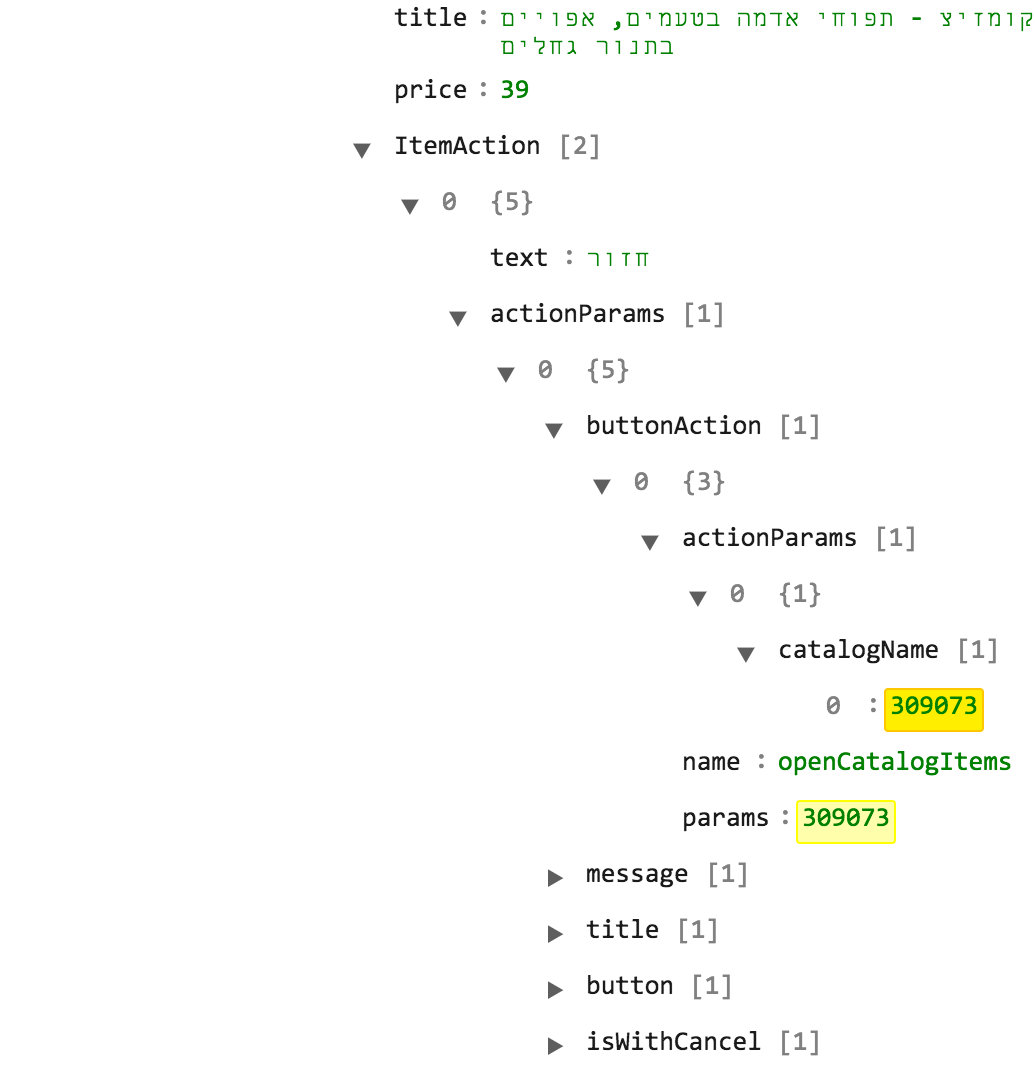 title : קומזיצ - תפוחי אדמה בטעמים, אפויים
בתנור גחלים
price : 39
ItemAction [2]
0 {5}
text : חזור
actionParams [1]
0 {5}
buttonAction [1]
0 {3}
actionParams [1]
0 {1}
catalogName [1]
0 : 309073
name : openCatalogItems
params : 309073
message [1]
title [1]
button [1]
isWithCancel [1]